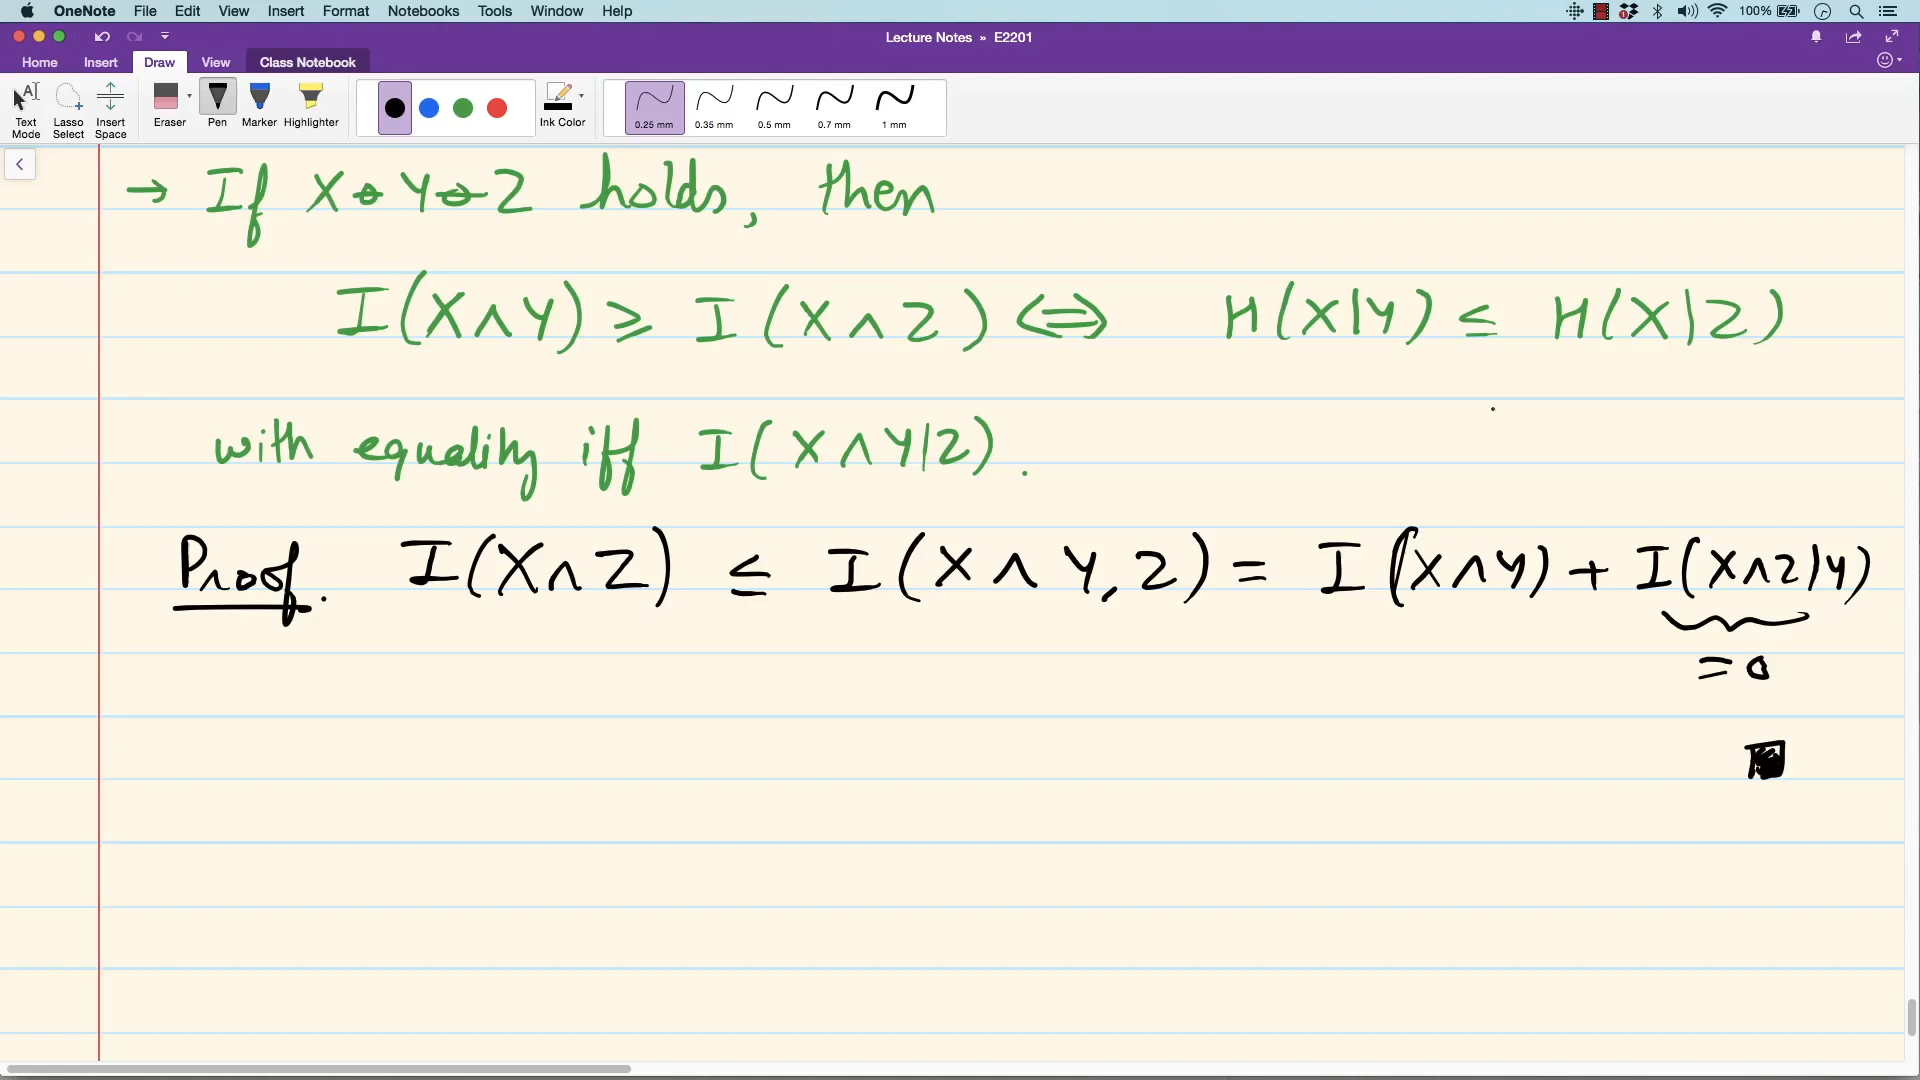 OneNote File Edit View Insert Format Notebooks Tools Window Help 100%
Lecture Notes » E2201
Home Insert Draw View Class Notebook
Text Mode Lasso Select Insert Space Eraser Pen Marker Highlighter Ink Color 0.25 mm 0.35 mm 0.5 mm 0.7 mm 1 mm
→ If X⊸Y⊸Z holds, then
I(X∧Y) ≥ I(X∧Z) ⟺ H(X|Y) ≤ H(X|Z)
with equality iff I(X∧Y|Z).
Proof. I(X∧Z) ≤ I(X∧Y,Z) = I(X∧Y) + I(X∧Z|Y)
= 0